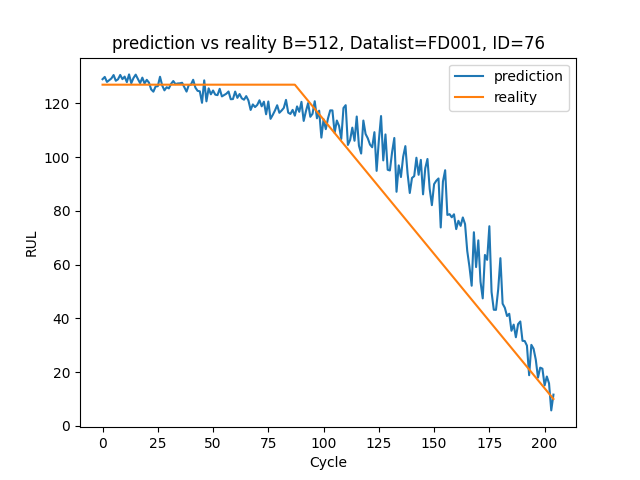 prediction vs reality B=512, Datalist=FD001, ID=76
prediction
reality
RUL
120
100
80
60
40
20
0
0 25 50 75 100 125 150 175 200
Cycle